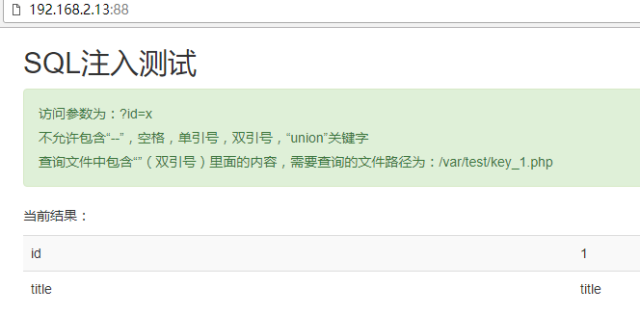 192.168.2.13:88
SQL注入测试
访问参数为：?id=x
不允许包含“--”，空格，单引号，双引号，“union”关键字
查询文件中包含“”（双引号）里面的内容，需要查询的文件路径为：/var/test/key_1.php
当前结果：
id 1
title title